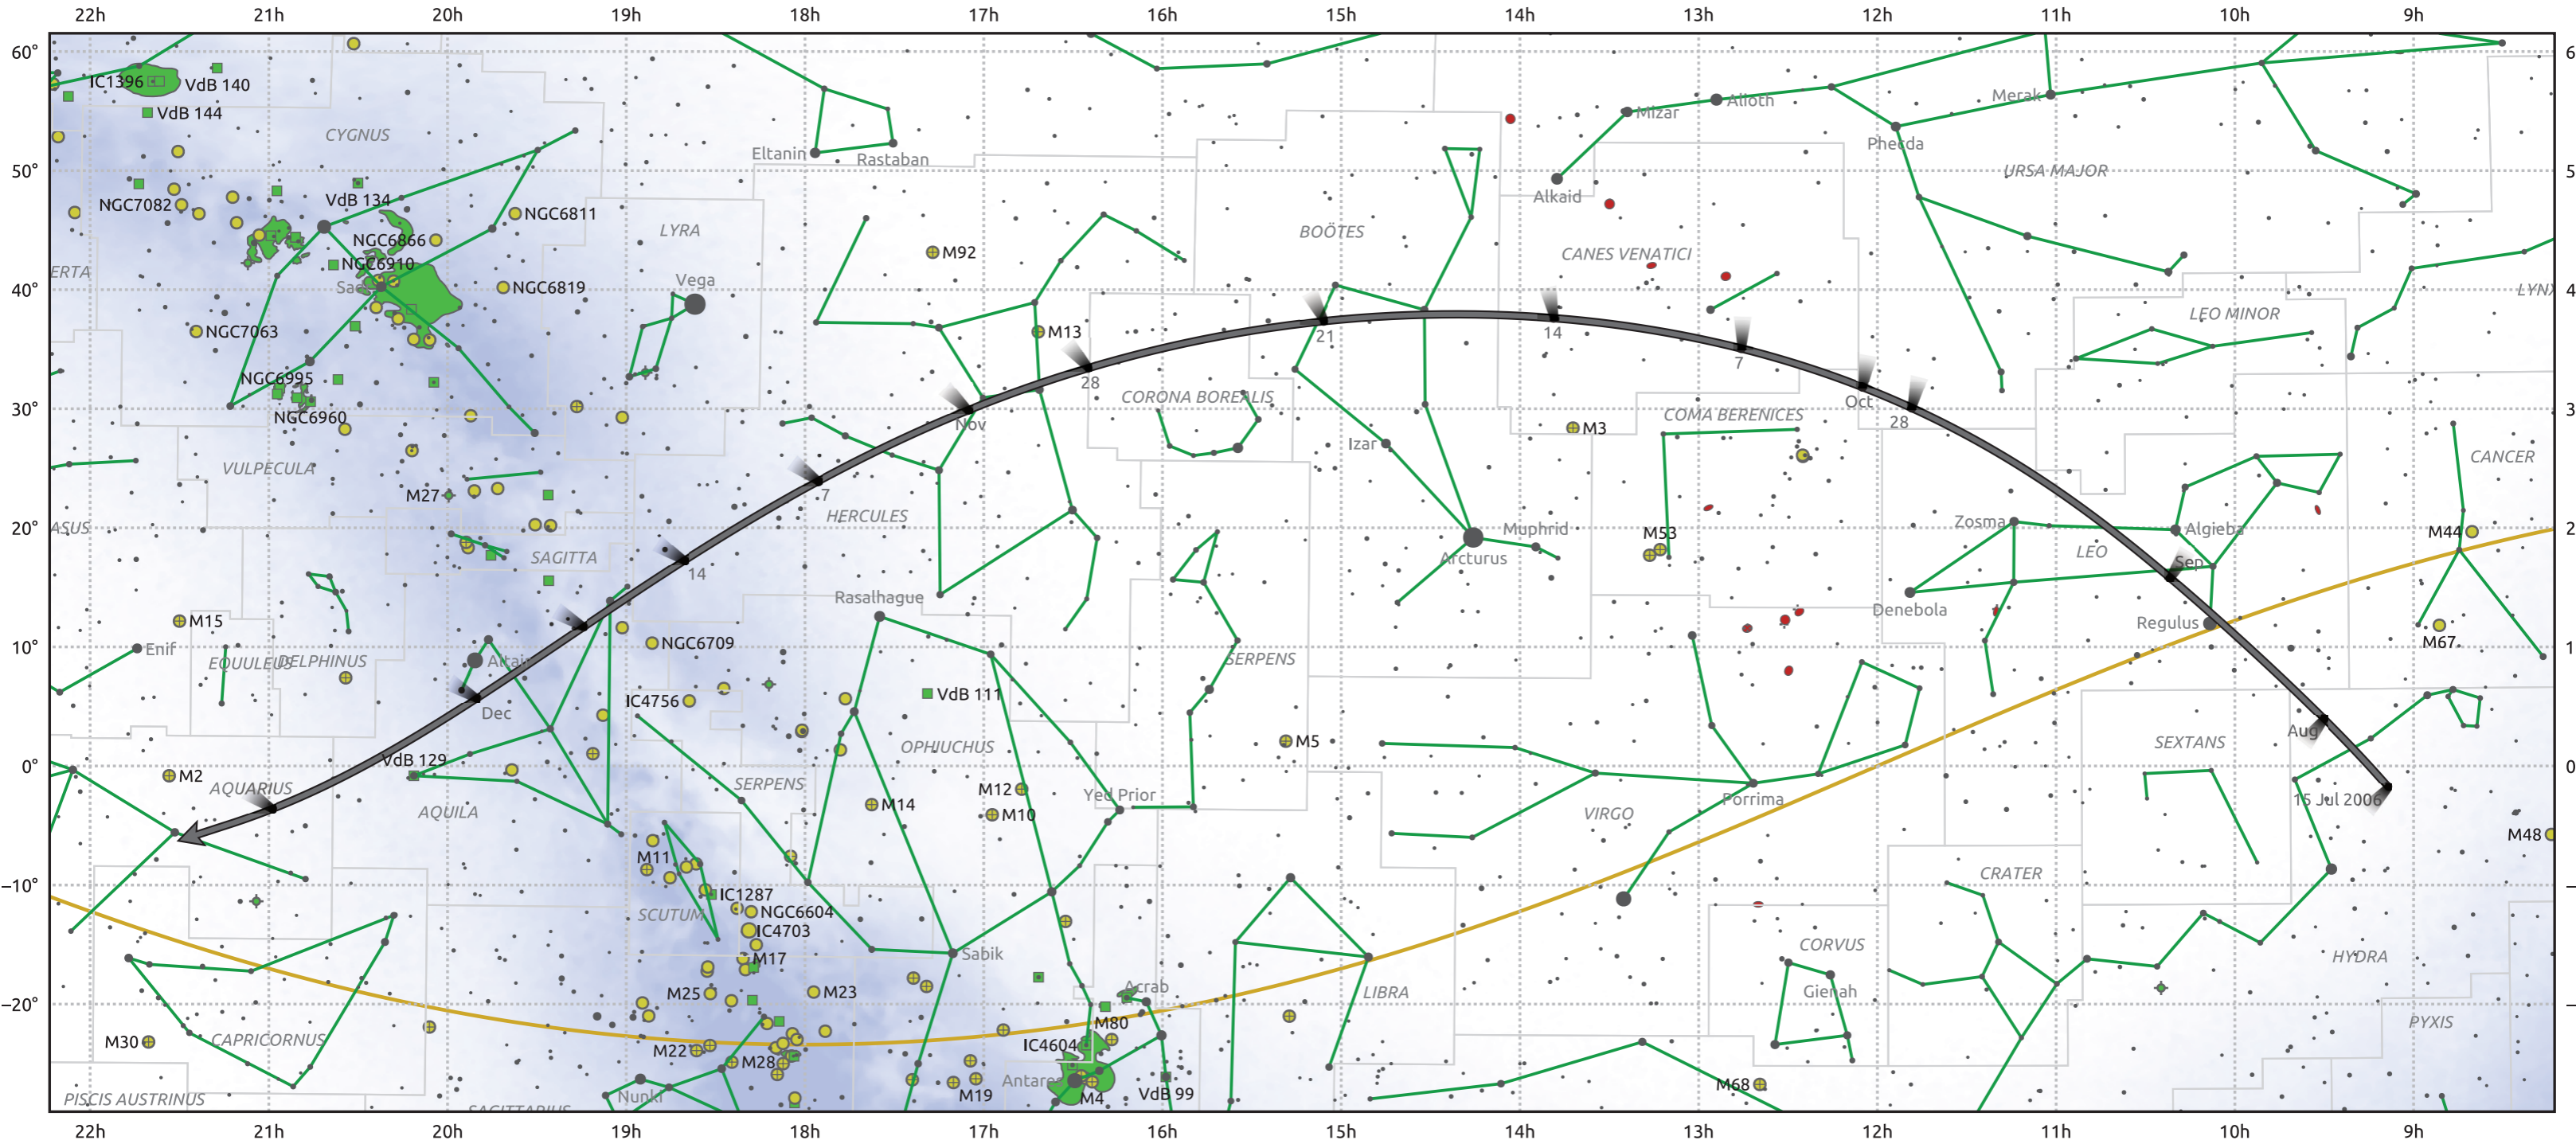 22h 21h 20h 19h 18h 17h 16h 15h 14h 13h 12h 11h 10h 9h
60°
50°
40°
30°
20°
10°
0°
−10°
−20°
IC1396
VdB 140
VdB 144
CYGNUS
Eltanin
Rastaban
Mizar
Alioth
Merak
Phecda
URSA MAJOR
Alkaid
VdB 134
NGC7082
NGC6811
NGC6866
NGC6910
LYRA
M92
BOÖTES
CANES VENATICI
ERTA
Sad
NGC6819
Vega
LYNX
NGC7063
M13
21
14
7
LEO MINOR
NGC6995
28
CORONA BOREALIS
Oct
28
NGC6960
Nov
COMA BERENICES
M3
Izar
CANCER
VULPECULA
M27
7
HERCULES
ASUS
SAGITTA
14
Muphrid
Arcturus
M53
Zosma
Algieba
M44
LEO
Sep
Rasalhague
Denebola
Regulus
M15
Enif
EQUULEUS
DELPHINUS
Altair
NGC6709
SERPENS
M67
IC4756
VdB 111
Dec
OPHIUCHUS
M5
SEXTANS
Aug
VdB 129
M2
AQUARIUS
SERPENS
M12
Yed Prior
Porrima
15 Jul 2006
AQUILA
M14
M10
VIRGO
M48
M11
IC1287
CRATER
SCUTUM
NGC6604
IC4703
CORVUS
M17
Sabik
HYDRA
M25
M23
Acrab
LIBRA
Gienah
M80
PYXIS
M30
CAPRICORNUS
M22
M28
IC4604
Antares
M68
Nunki
M19
M4
VdB 99
PISCIS AUSTRINUS
SAGITTARIUS
22h 21h 20h 19h 18h 17h 16h 15h 14h 13h 12h 11h 10h 9h